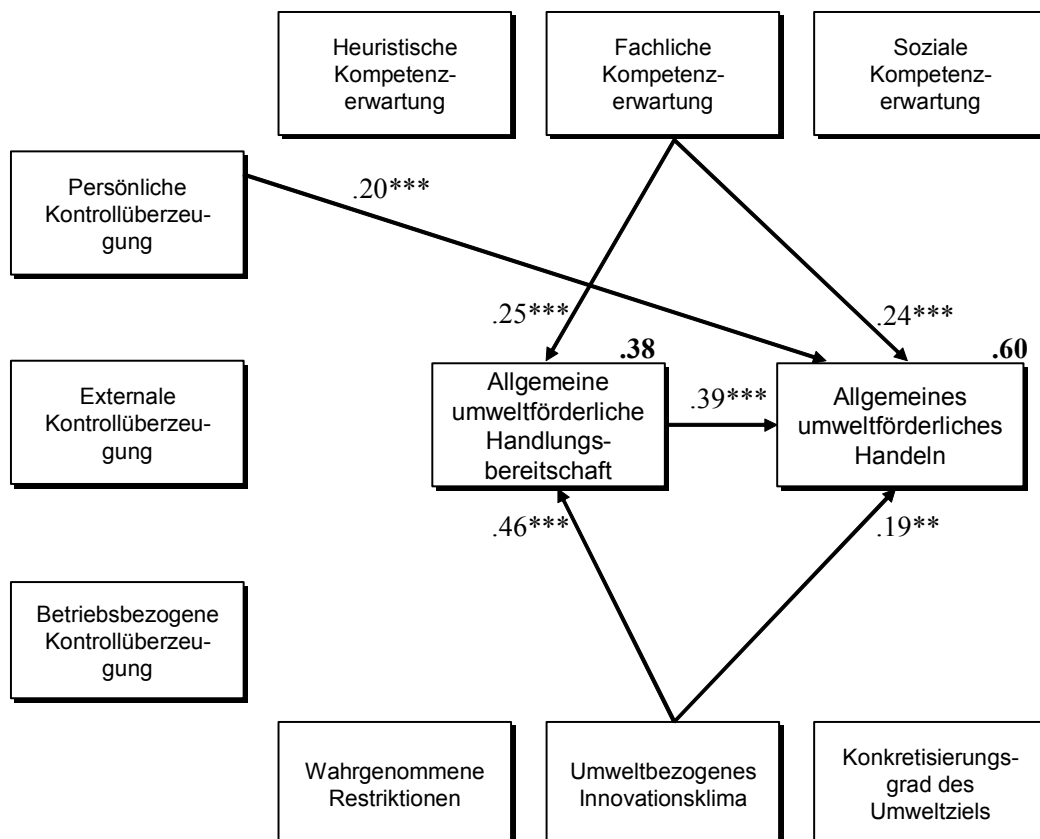 Heuristische
Kompetenz-
erwartung
Fachliche
Kompetenz-
erwartung
Soziale
Kompetenz-
erwartung
Persönliche
Kontrollüberzeu-
gung
.20***
.25***
.24***
Externale
Kontrollüberzeu-
gung
.38
Allgemeine
umweltförderliche
Handlungs-
bereitschaft
.39***
.60
Allgemeines
umweltförderliches
Handeln
.46***
.19**
Betriebsbezogene
Kontrollüberzeu-
gung
Wahrgenommene
Restriktionen
Umweltbezogenes
Innovationsklima
Konkretisierungs-
grad des
Umweltziels